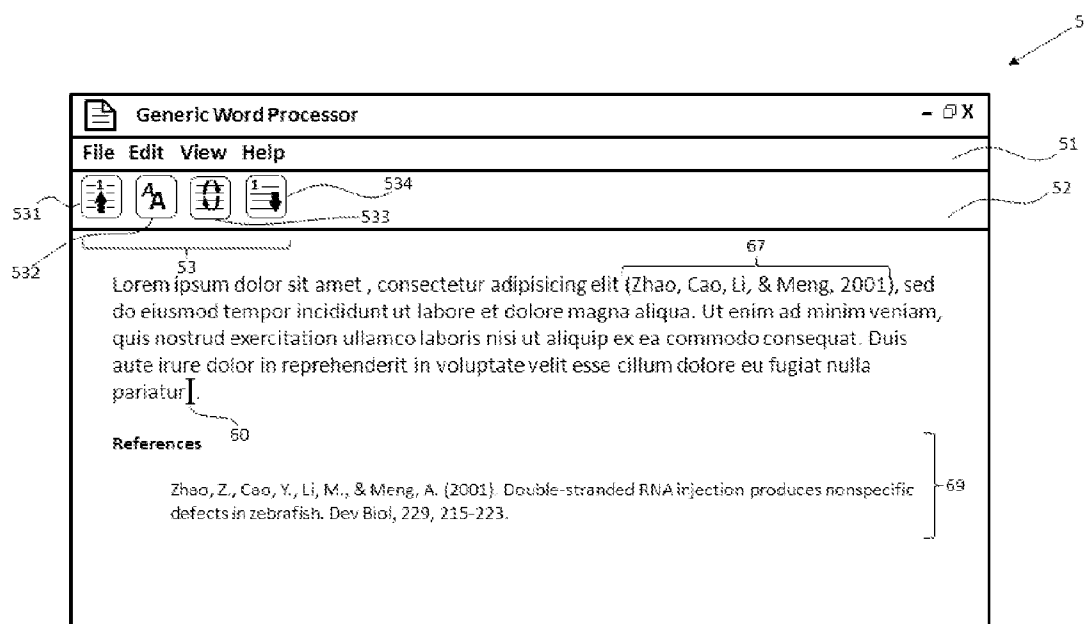 5
Generic Word Processor
File Edit View Help
51
534
52
531
533
532
53
67
Lorem ipsum dolor sit amet , consectetur adipisicing elit (Zhao, Cao, Li, & Meng, 2001), sed
do eiusmod tempor incididunt ut labore et dolore magna aliqua. Ut enim ad minim veniam,
quis nostrud exercitation ullamco laboris nisi ut aliquip ex ea commodo consequat. Duis
aute irure dolor in reprehenderit in voluptate velit esse cillum dolore eu fugiat nulla
pariatur .
60
References
Zhao, Z., Cao, Y., Li, M., & Meng, A. (2001). Double-stranded RNA injection produces nonspecific
69
defects in zebrafish. Dev Biol, 229, 215-223.